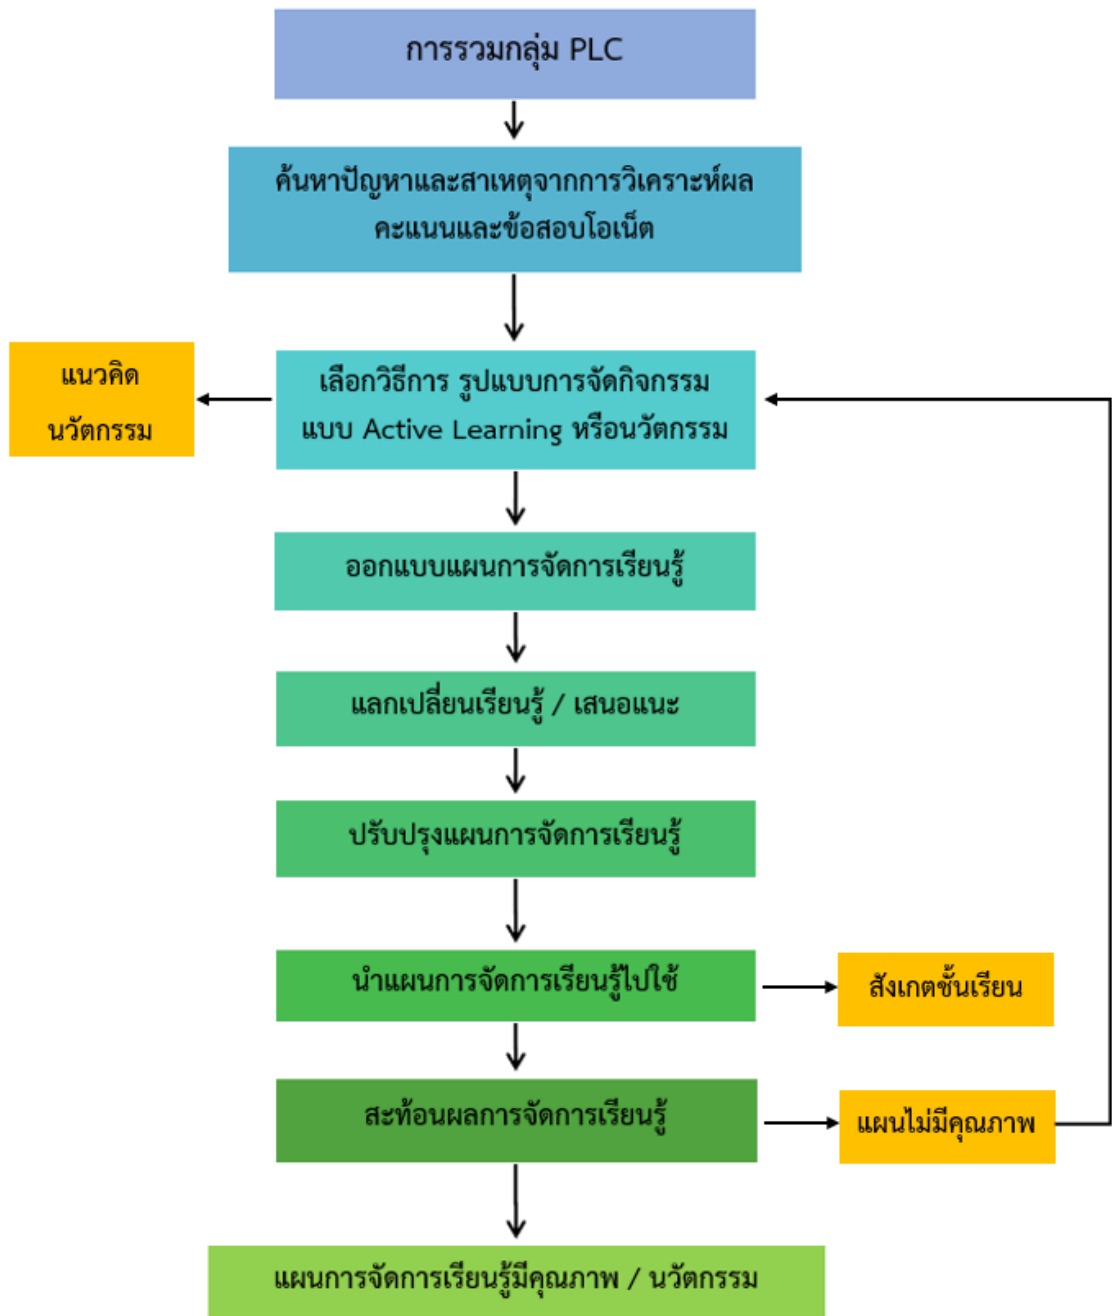 การรวมกลุ่ม PLC
ค้นหาปัญหาและสาเหตุจากการวิเคราะห์ผล
คะแนนและข้อสอบโอเน็ต
แนวคิด
นวัตกรรม
เลือกวิธีการ รูปแบบการจัดกิจกรรม
แบบ Active Learning หรือนวัตกรรม
ออกแบบแผนการจัดการเรียนรู้
แลกเปลี่ยนเรียนรู้ / เสนอแนะ
ปรับปรุงแผนการจัดการเรียนรู้
นำแผนการจัดการเรียนรู้ไปใช้
สังเกตชั้นเรียน
สะท้อนผลการจัดการเรียนรู้
แผนไม่มีคุณภาพ
แผนการจัดการเรียนรู้มีคุณภาพ / นวัตกรรม